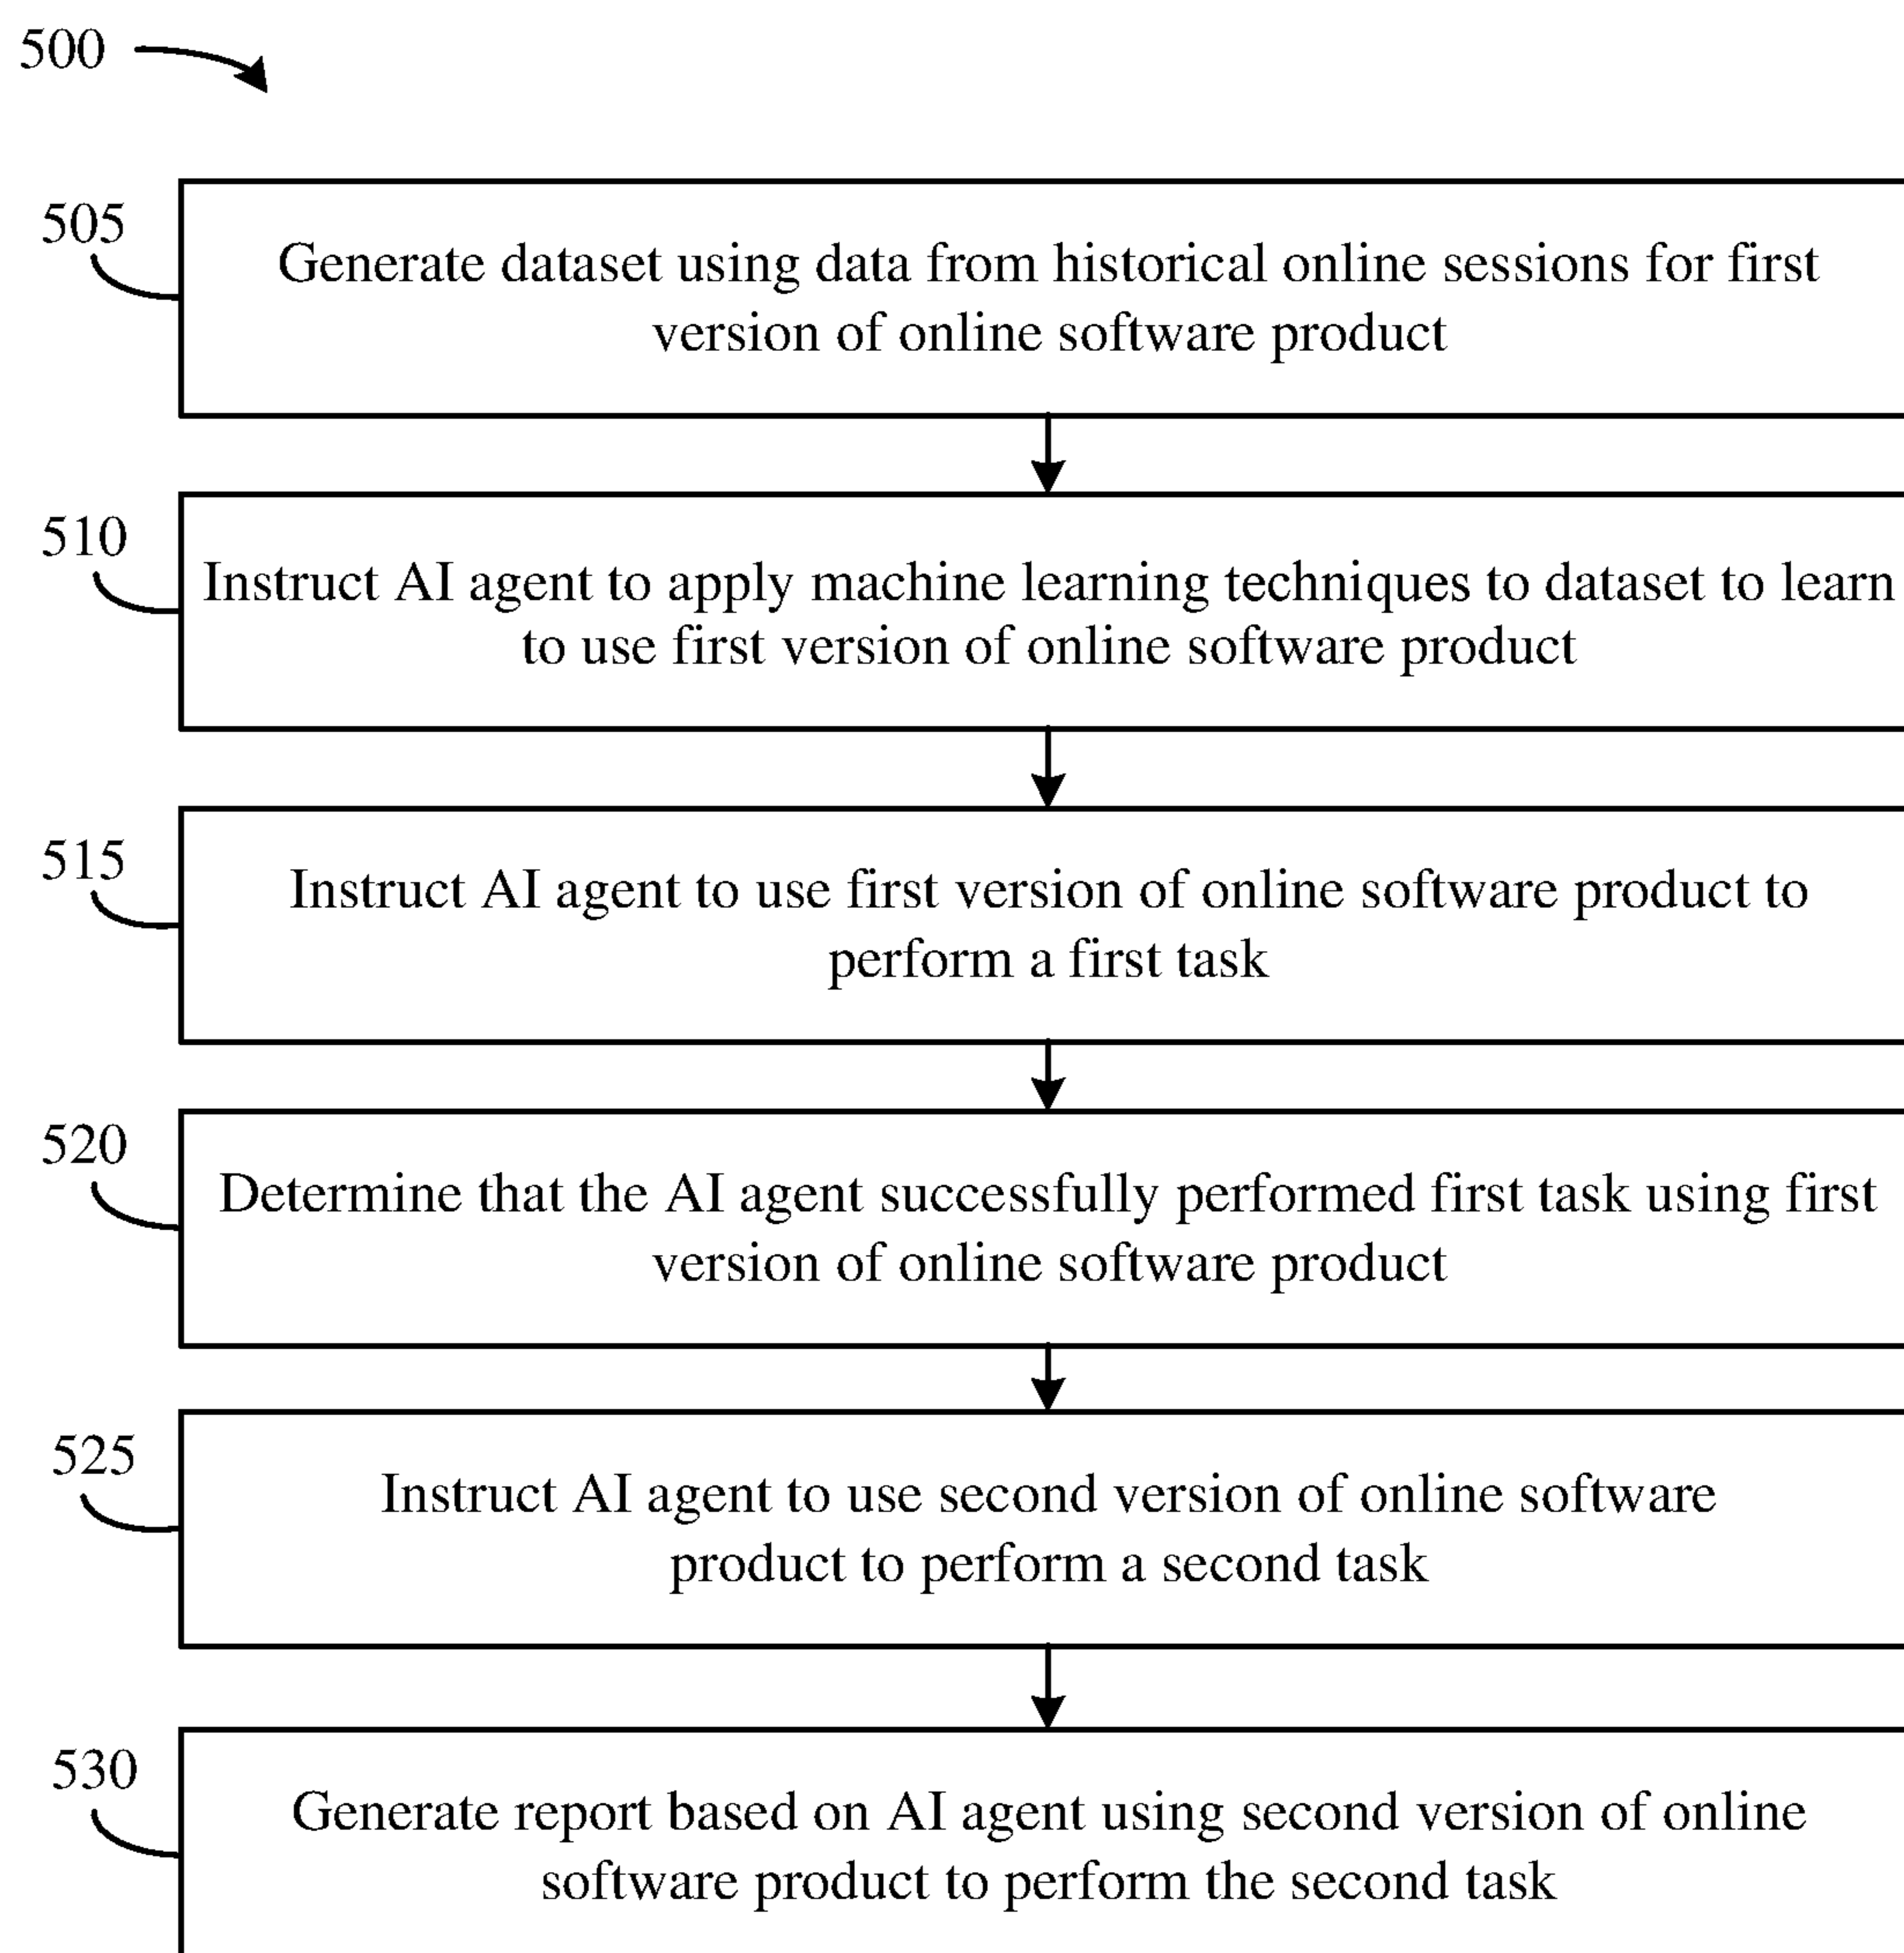 500
505
Generate dataset using data from historical online sessions for first
version of online software product
510
Instruct AI agent to apply machine learning techniques to dataset to learn
to use first version of online software product
515
Instruct AI agent to use first version of online software product to
perform a first task
520
Determine that the AI agent successfully performed first task using first
version of online software product
525
Instruct AI agent to use second version of online software
product to perform a second task
530
Generate report based on AI agent using second version of online
software product to perform the second task